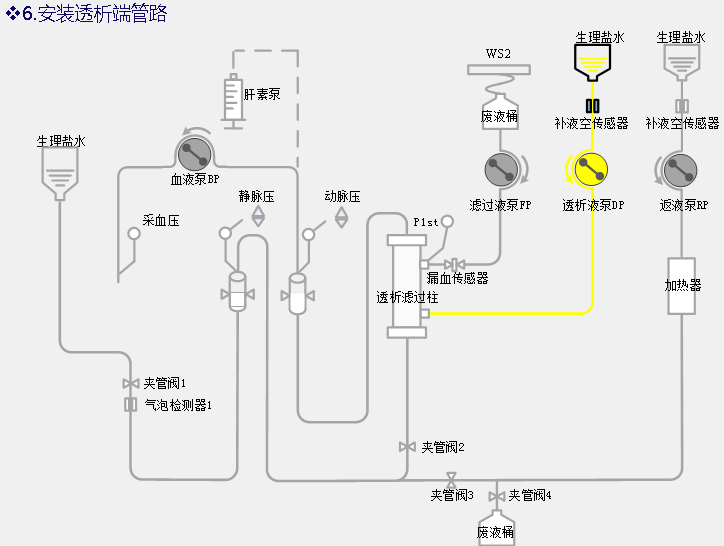 ❖6.安装透析端管路
WS2
生理盐水
生理盐水
肝素泵
废液桶
补液空传感器
补液空传感器
生理盐水
血液泵BP
静脉压
动脉压
滤过液泵FP
透析液泵DP
返液泵RP
采血压
P1st
漏血传感器
加热器
透析滤过柱
夹管阀1
气泡检测器1
夹管阀2
夹管阀3
夹管阀4
废液桶